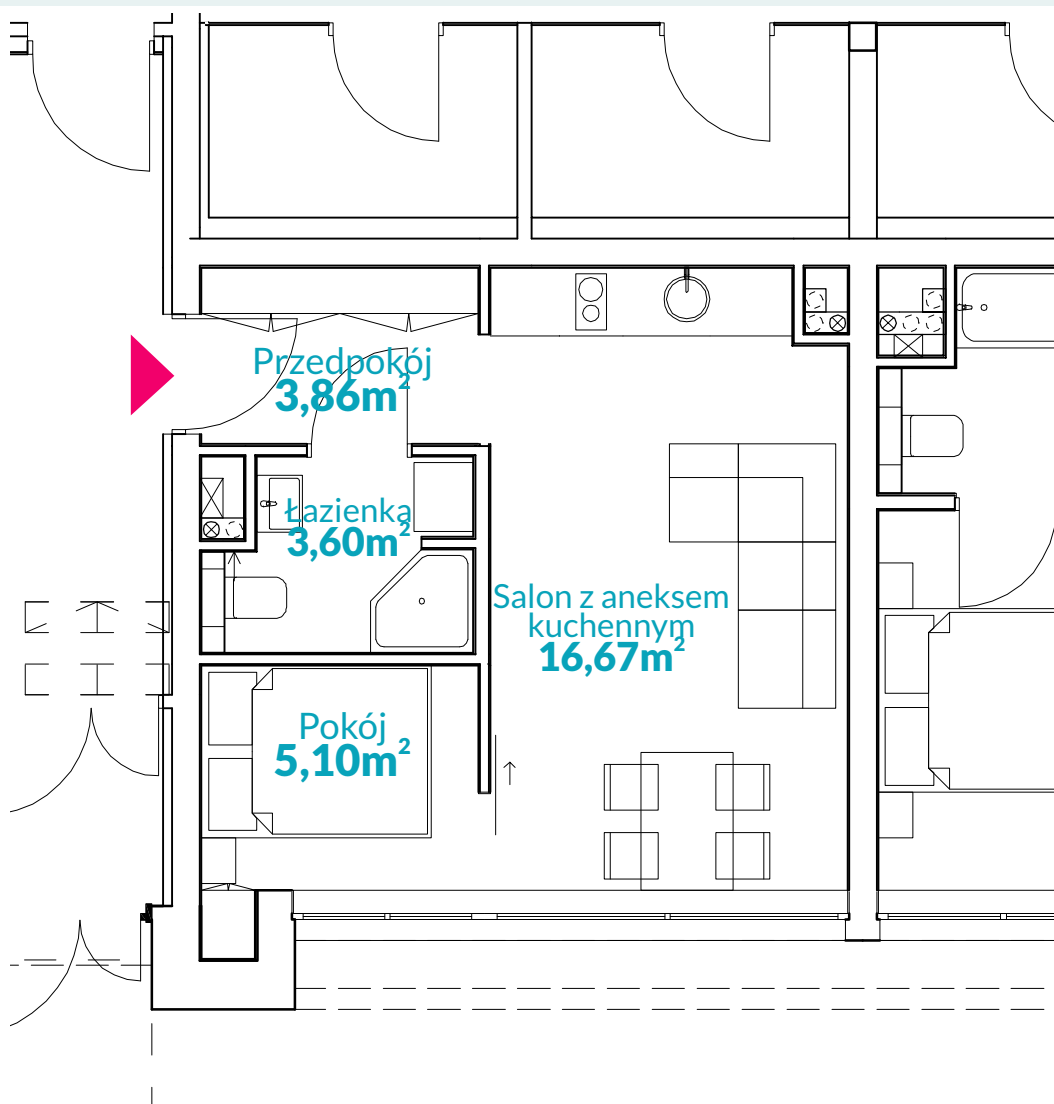 Przedpokój
3,86m²
Łazienka
3,60m²
Salon z aneksem
kuchennym
16,67m²
Pokój
5,10m²